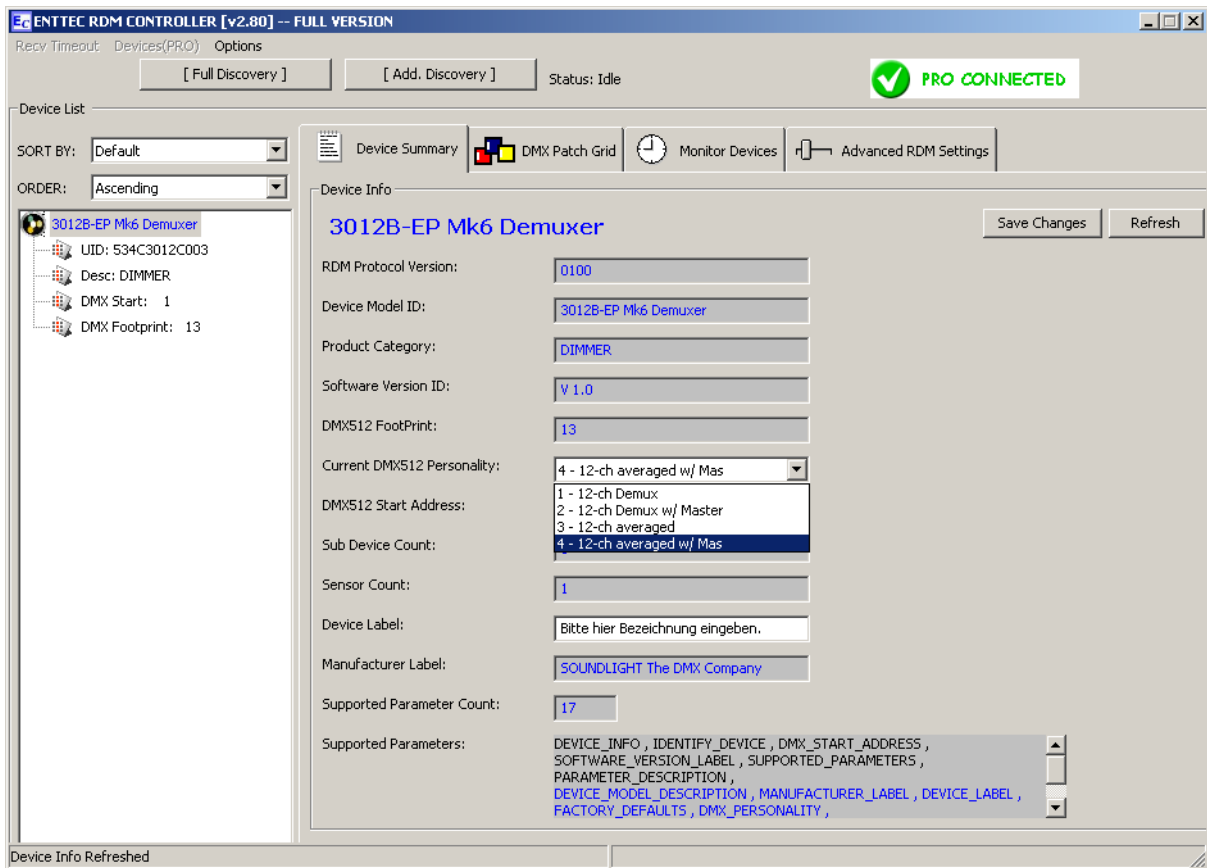 EC ENTTEC RDM CONTROLLER [v2.80] -- FULL VERSION
Recv Timeout Devices(PRO) Options
[ Full Discovery ] [ Add. Discovery ] Status: Idle PRO CONNECTED
Device List
SORT BY: Default
ORDER: Ascending
3012B-EP Mk6 Demuxer
UID: 534C3012C003
Desc: DIMMER
DMX Start: 1
DMX Footprint: 13
Device Summary DMX Patch Grid Monitor Devices Advanced RDM Settings
Device Info
3012B-EP Mk6 Demuxer Save Changes Refresh
RDM Protocol Version: 0100
Device Model ID: 3012B-EP Mk6 Demuxer
Product Category: DIMMER
Software Version ID: V 1.0
DMX512 FootPrint: 13
Current DMX512 Personality: 4 - 12-ch averaged w/ Mas
1 - 12-ch Demux
DMX512 Start Address: 2 - 12-ch Demux w/ Master
3 - 12-ch averaged
Sub Device Count: 4 - 12-ch averaged w/ Mas
Sensor Count: 1
Device Label: Bitte hier Bezeichnung eingeben.
Manufacturer Label: SOUNDLIGHT The DMX Company
Supported Parameter Count: 17
Supported Parameters: DEVICE_INFO , IDENTIFY_DEVICE , DMX_START_ADDRESS ,
SOFTWARE_VERSION_LABEL , SUPPORTED_PARAMETERS ,
PARAMETER_DESCRIPTION ,
DEVICE_MODEL_DESCRIPTION , MANUFACTURER_LABEL , DEVICE_LABEL ,
FACTORY_DEFAULTS , DMX_PERSONALITY ,
Device Info Refreshed